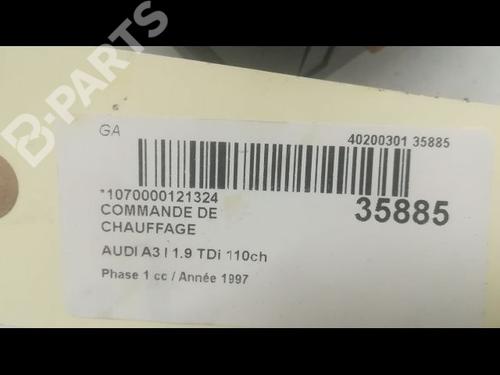 B-PARTS
GA
40200301 35885
*1070000121324
35885
COMMANDE DE
CHAUFFAGE
AUDI A3 I 1.9 TDi 110ch
Phase 1 cc / Année 1997